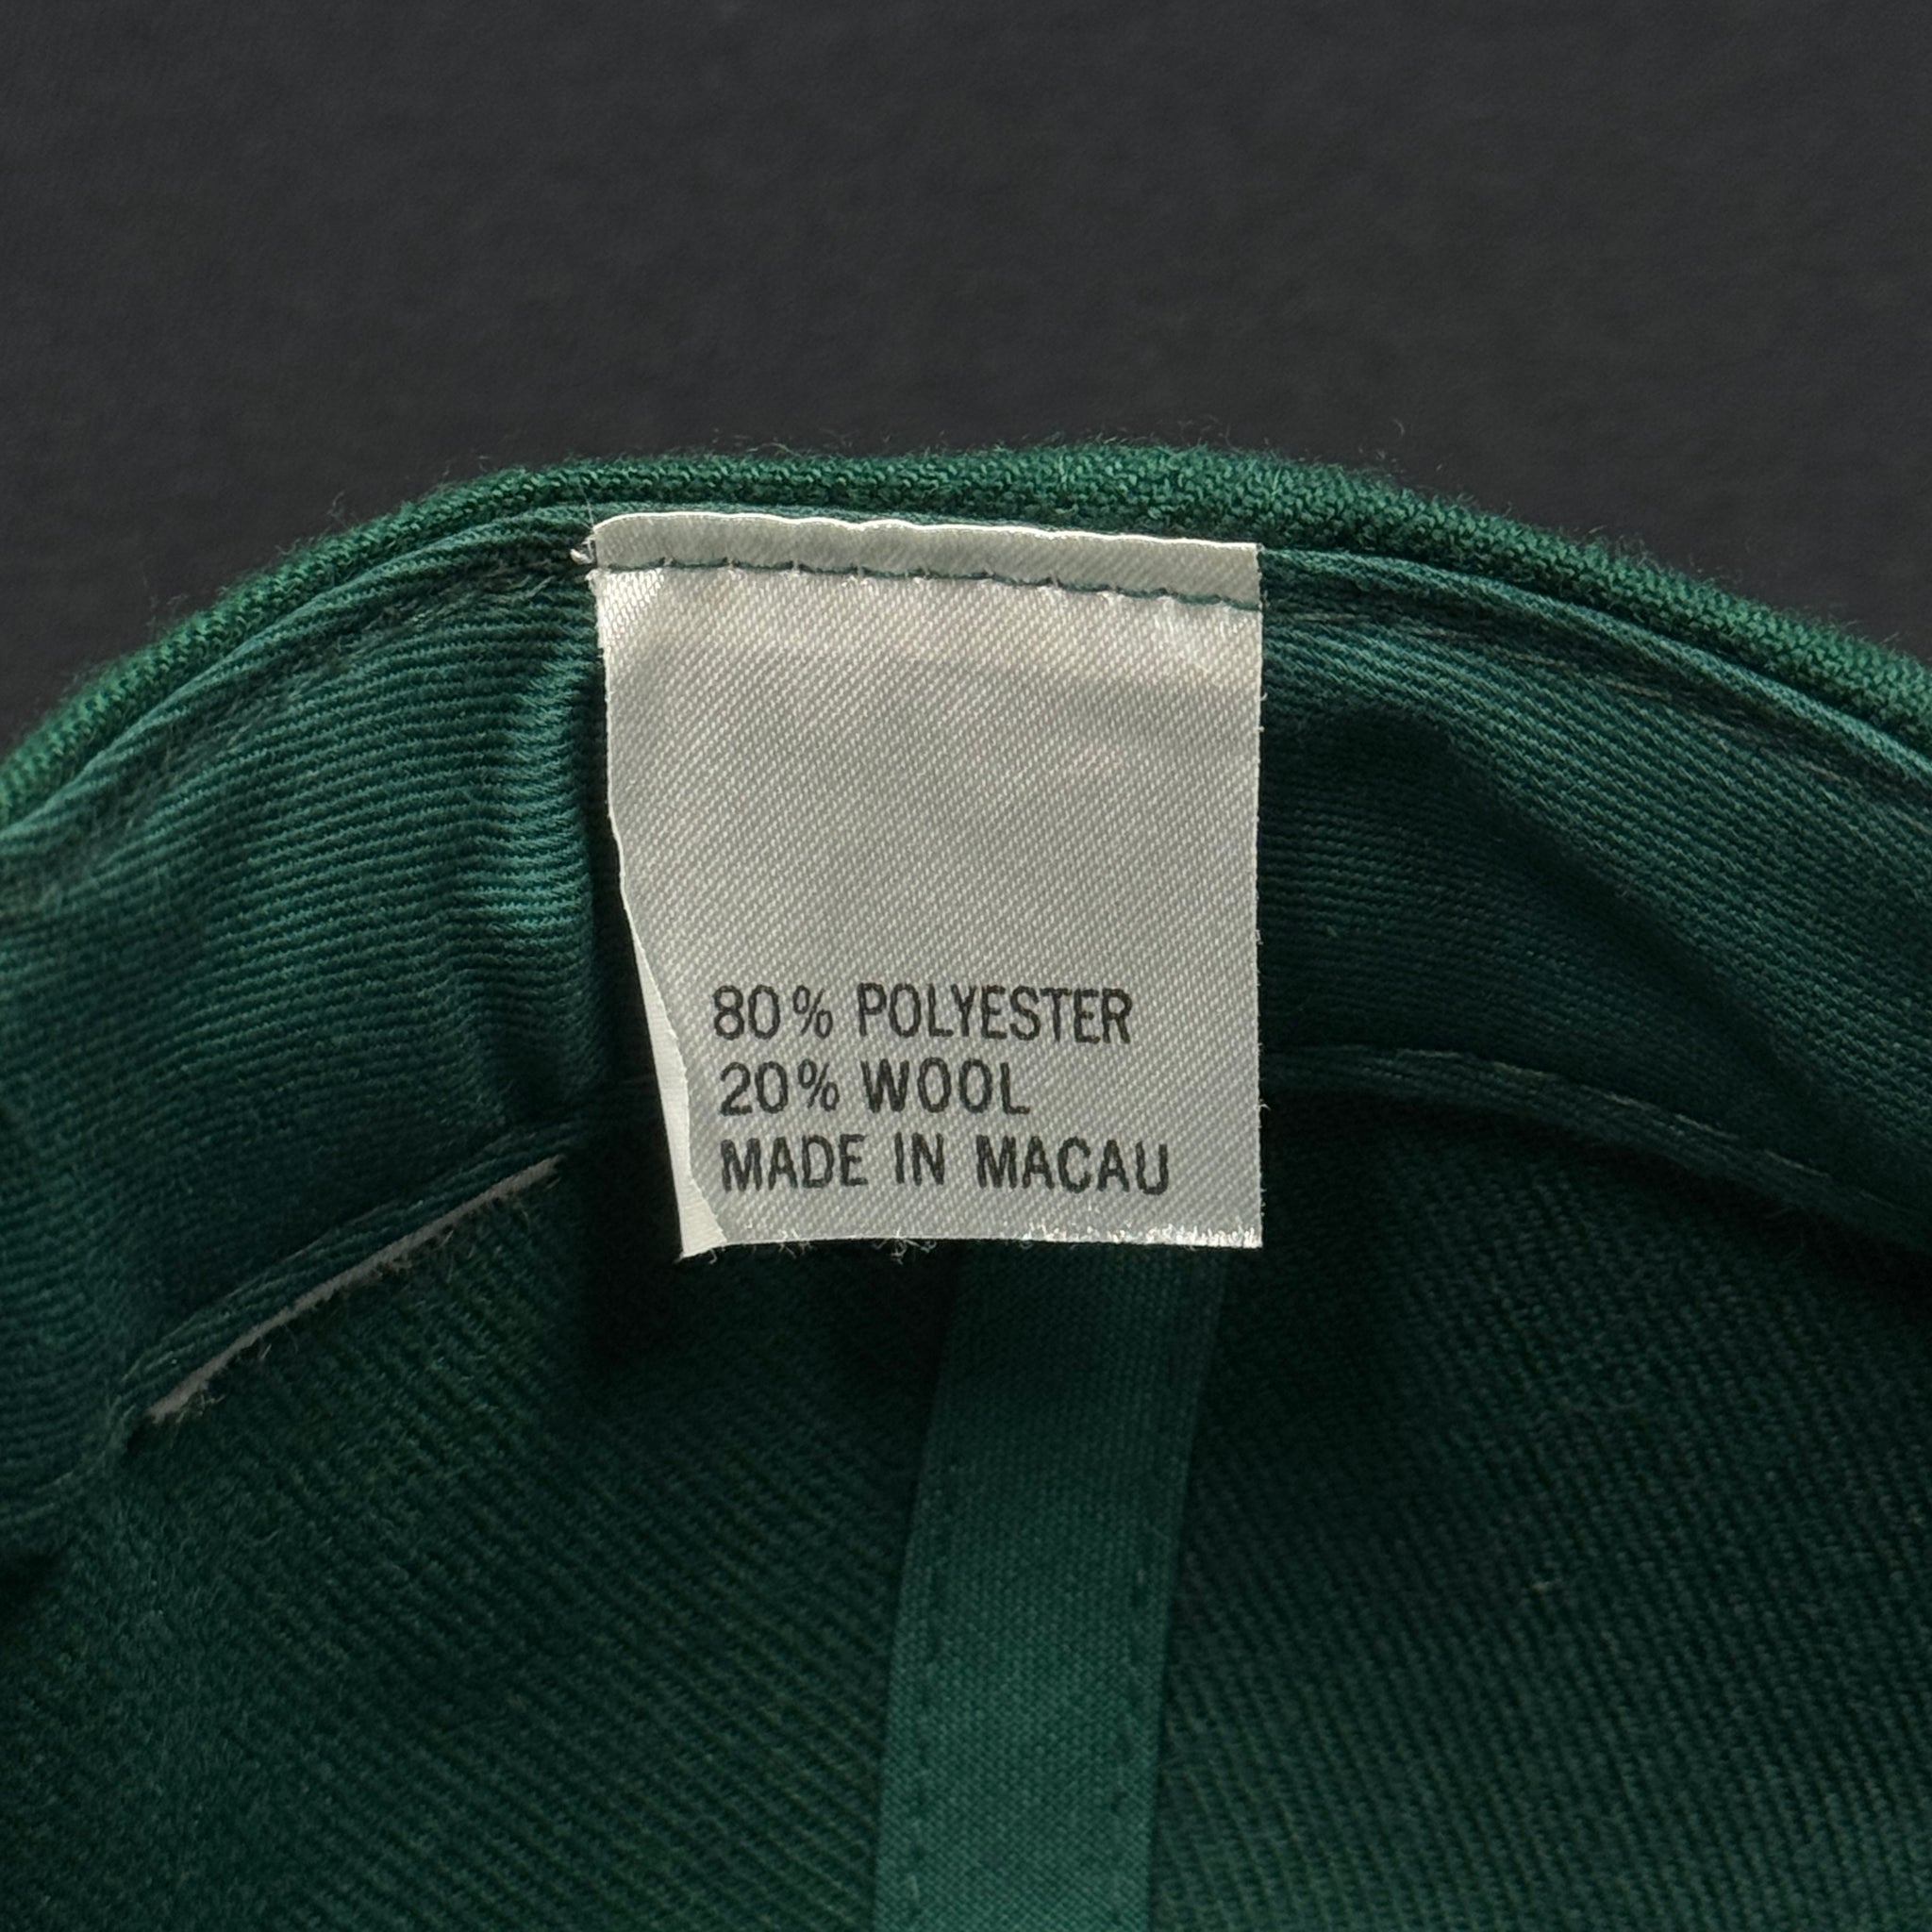 80% POLYESTER
20% WOOL
MADE IN MACAU